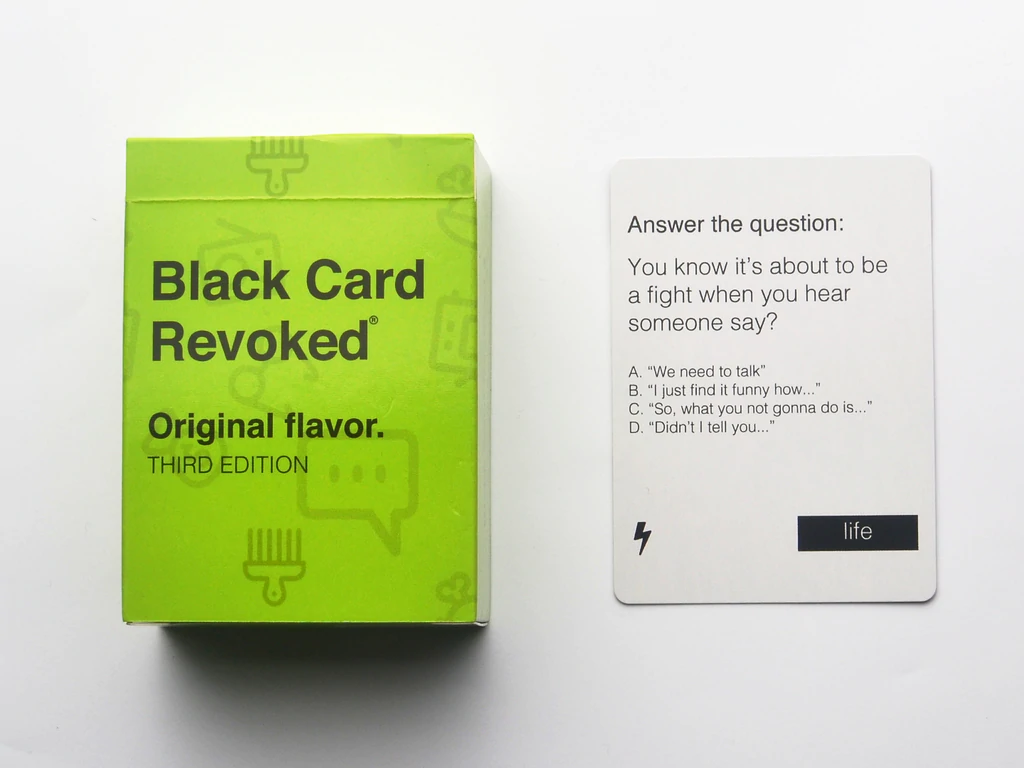 Black Card
Revoked®
Original flavor.
THIRD EDITION
Answer the question:
You know it's about to be
a fight when you hear
someone say?
A. “We need to talk”
B. “I just find it funny how...”
C. “So, what you not gonna do is...”
D. “Didn’t I tell you...”
life